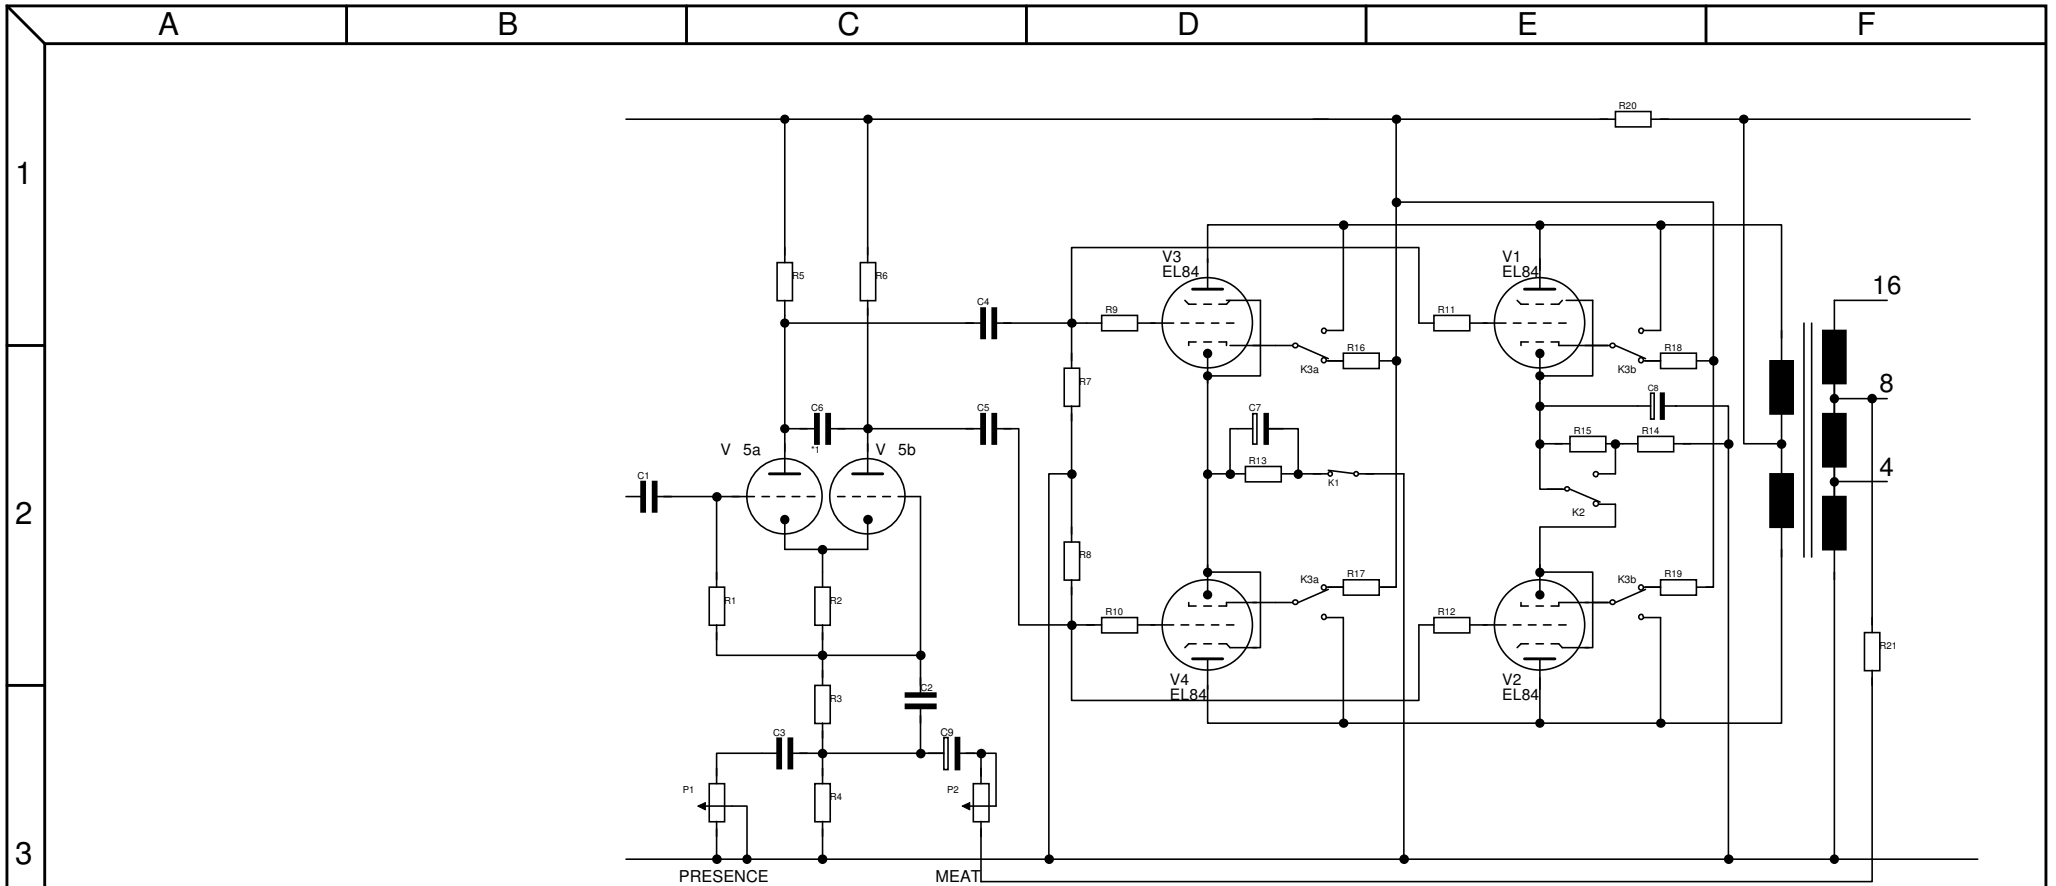 A B C D E F
R20
1
V3
EL84
V1
EL84
R5
R6
16
C4
R9
R11
R16
R18
K3a
K3b
R7
8
C8
C6
C5
C7
*1
R15
R14
V 5a
V 5b
R13
4
C1
K1
2
K2
R8
K3a
R17
K3b
R19
R1
R2
R10
R12
R21
V4
EL84
V2
EL84
C2
R3
C3
C9
P1
R4
P2
3
PRESENCE
MEAT